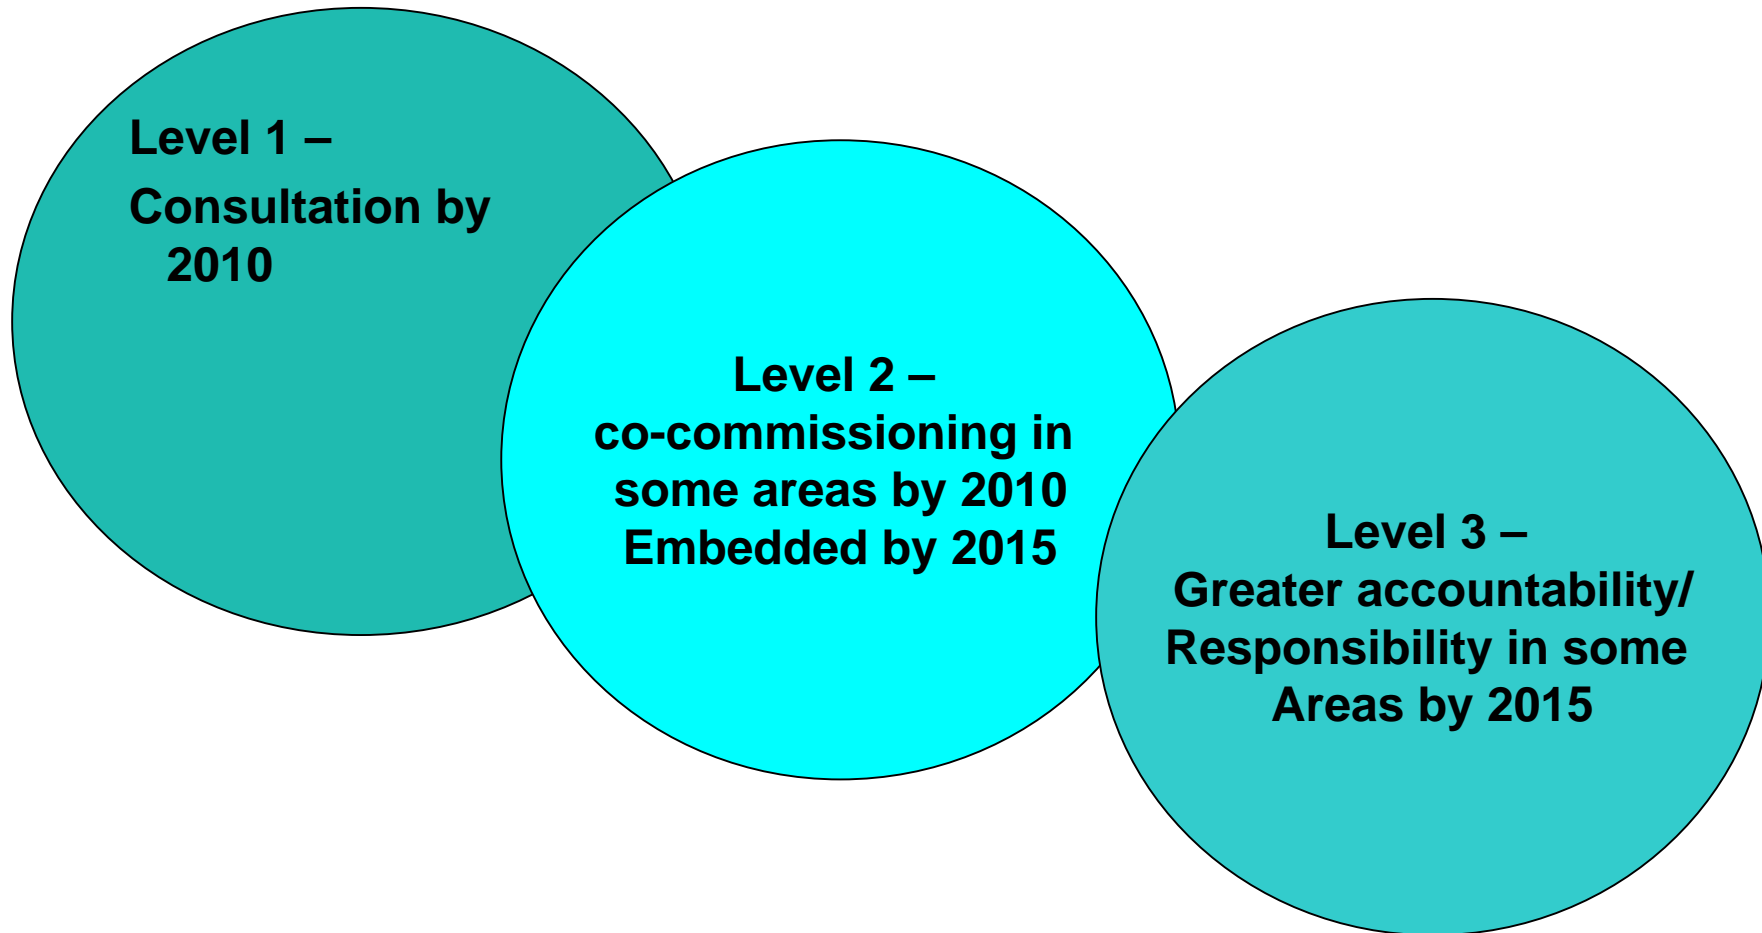 Level 1 –
Consultation by
2010
Level 2 –
co-commissioning in
some areas by 2010
Embedded by 2015
Level 3 –
Greater accountability/
Responsibility in some
Areas by 2015